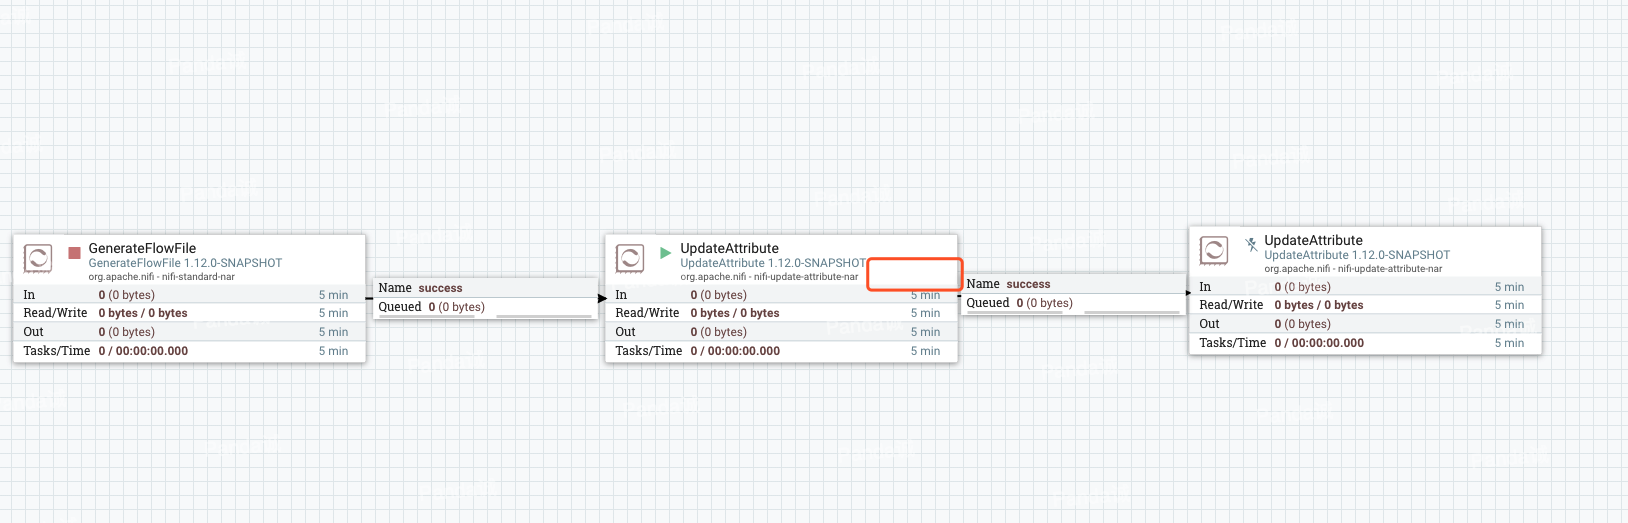 GenerateFlowFile
GenerateFlowFile 1.12.0-SNAPSHOT
org.apache.nifi - nifi-standard-nar
In 0 (0 bytes) 5 min
Read/Write 0 bytes / 0 bytes 5 min
Out 0 (0 bytes) 5 min
Tasks/Time 0 / 00:00:00.000 5 min
Name success
Queued 0 (0 bytes)
UpdateAttribute
UpdateAttribute 1.12.0-SNAPSHOT
org.apache.nifi - nifi-update-attribute-nar
In 0 (0 bytes) 5 min
Read/Write 0 bytes / 0 bytes 5 min
Out 0 (0 bytes) 5 min
Tasks/Time 0 / 00:00:00.000 5 min
Name success
Queued 0 (0 bytes)
UpdateAttribute
UpdateAttribute 1.12.0-SNAPSHOT
org.apache.nifi - nifi-update-attribute-nar
In 0 (0 bytes) 5 min
Read/Write 0 bytes / 0 bytes 5 min
Out 0 (0 bytes) 5 min
Tasks/Time 0 / 00:00:00.000 5 min